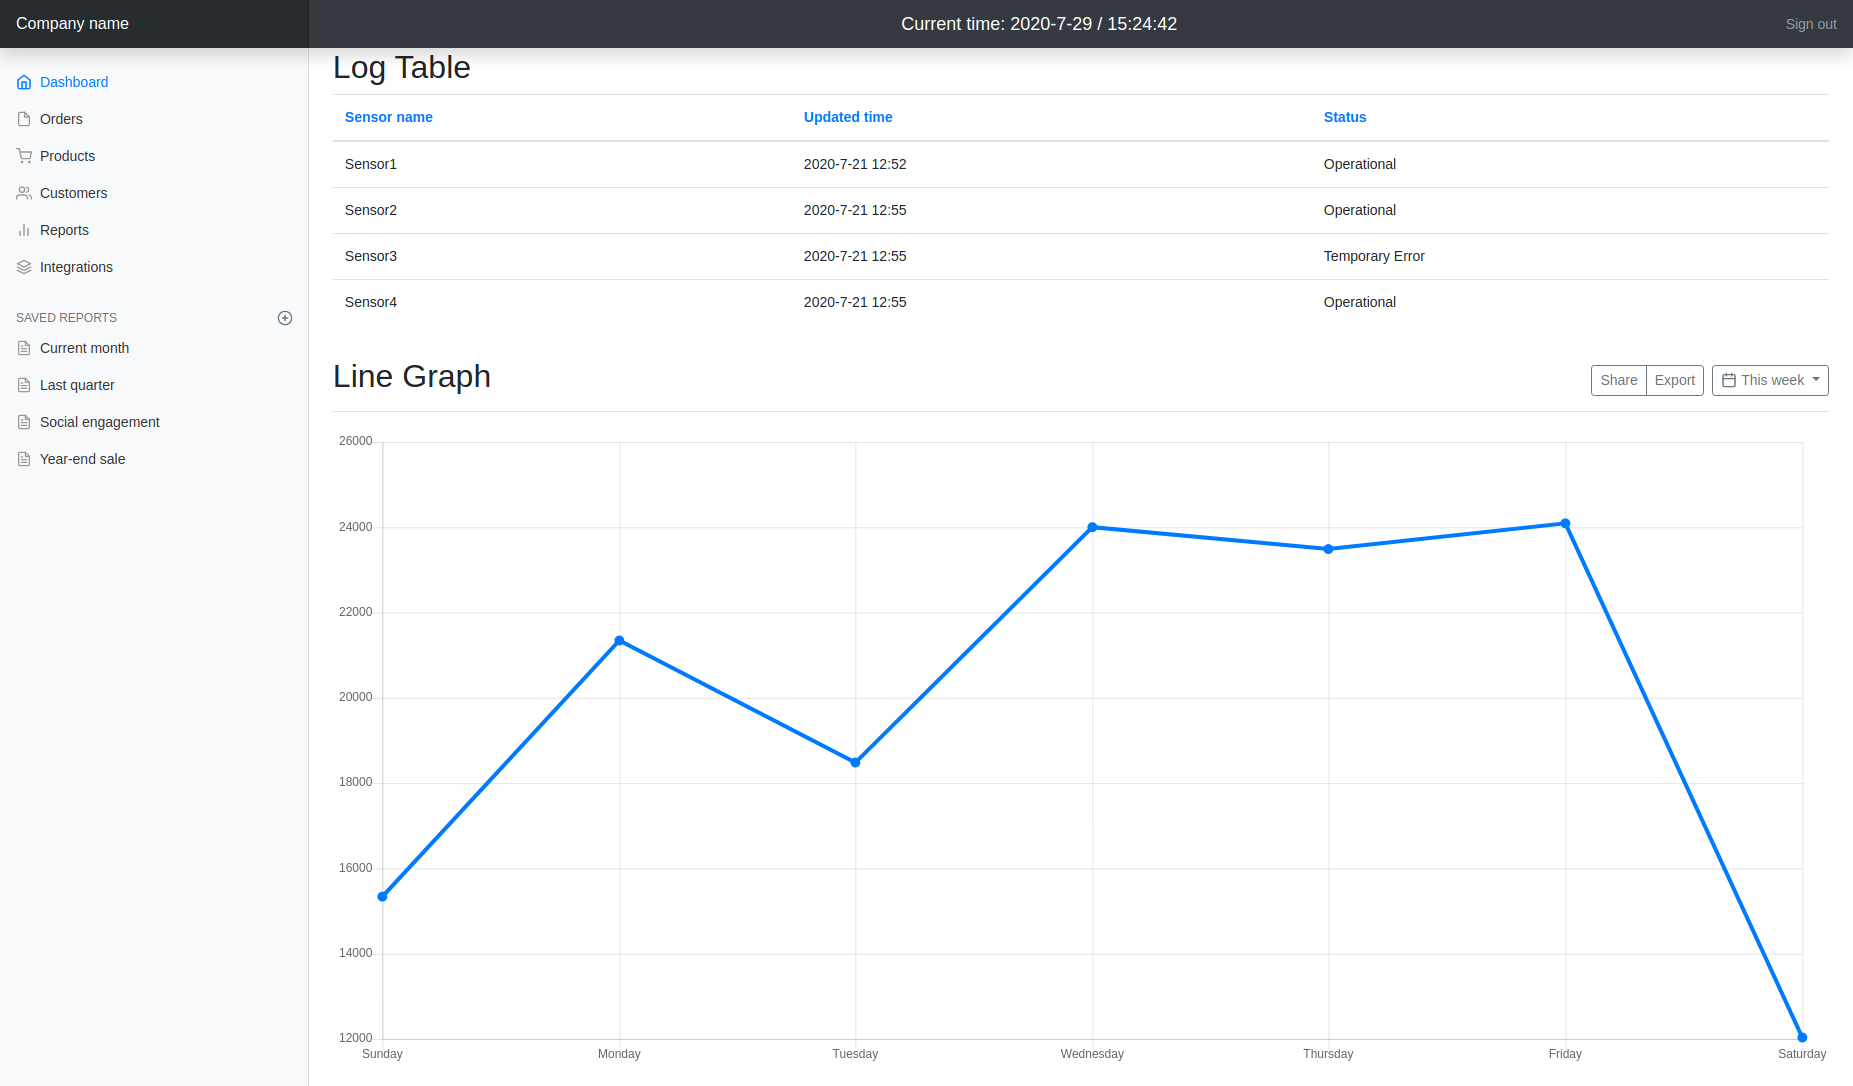 Company name
Current time: 2020-7-29 / 15:24:42
Sign out
Dashboard
Orders
Products
Customers
Reports
Integrations
SAVED REPORTS
Current month
Last quarter
Social engagement
Year-end sale
Log Table
Sensor name Updated time Status
Sensor1 2020-7-21 12:52 Operational
Sensor2 2020-7-21 12:55 Operational
Sensor3 2020-7-21 12:55 Temporary Error
Sensor4 2020-7-21 12:55 Operational
Line Graph
Share Export This week
26000
24000
22000
20000
18000
16000
14000
12000
Sunday Monday Tuesday Wednesday Thursday Friday Saturday